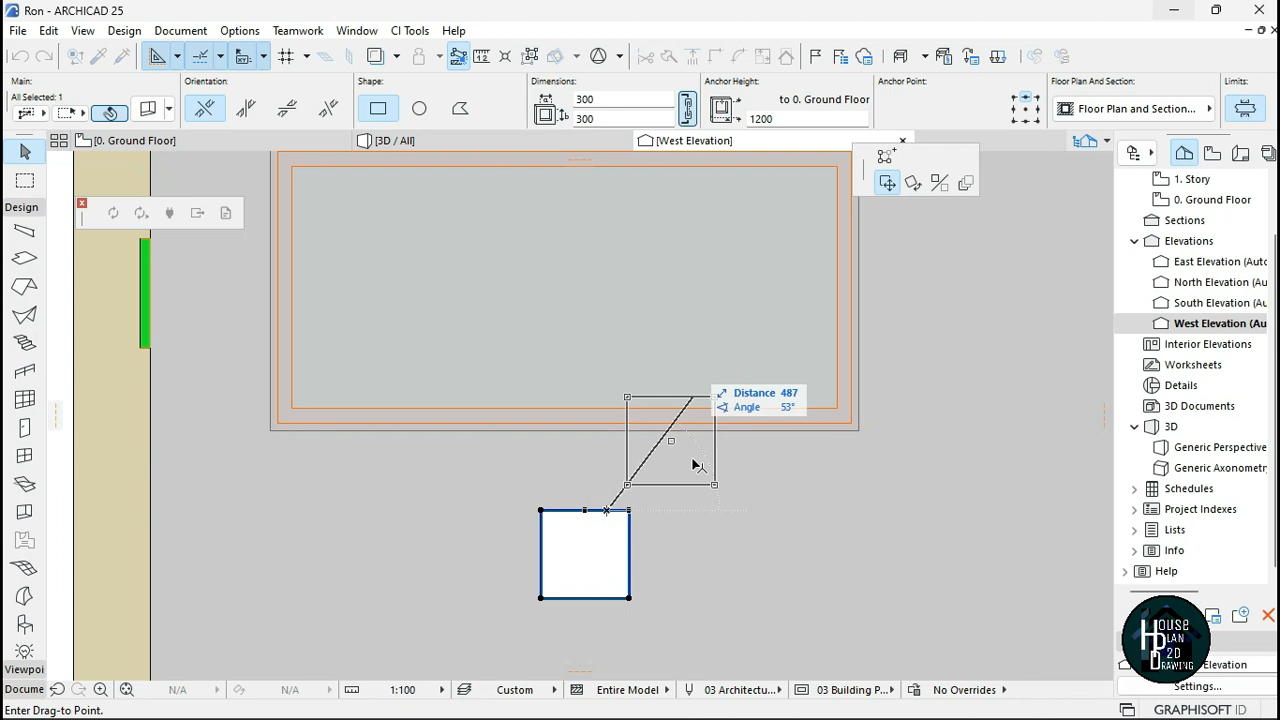 Ron - ARCHICAD 25
File Edit View Design Document Options Teamwork Window CI Tools Help
Main: Orientation: Shape: Dimensions: Anchor Height: Anchor Point: Floor Plan And Section: Limits:
All Selected: 1
300
300
to 0. Ground Floor
1200
Floor Plan and Section...
[0. Ground Floor] [3D / All] [West Elevation]
Design
Viewpoi
Docume
Distance 487
Angle 53°
1. Story
0. Ground Floor
Sections
Elevations
East Elevation (Auto
North Elevation (Au
South Elevation (Au
West Elevation (Au
Interior Elevations
Worksheets
Details
3D Documents
3D
Generic Perspective
Generic Axonometr
Schedules
Project Indexes
Lists
Info
Help
HOUSE
PLAN
2D
DRAWING
Elevation
Settings...
N/A N/A 1:100 Custom Entire Model 03 Architectu... 03 Building P... No Overrides
Enter Drag-to Point.
GRAPHISOFT ID